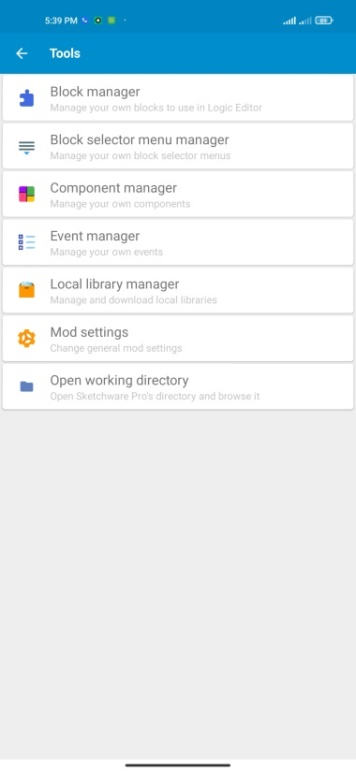 5:39 PM
89
Tools
Block manager
Manage your own blocks to use in Logic Editor
Block selector menu manager
Manage your own block selector menus
Component manager
Manage your own components
Event manager
Manage your own events
Local library manager
Manage and download local libraries
Mod settings
Change general mod settings
Open working directory
Open Sketchware Pro's directory and browse it